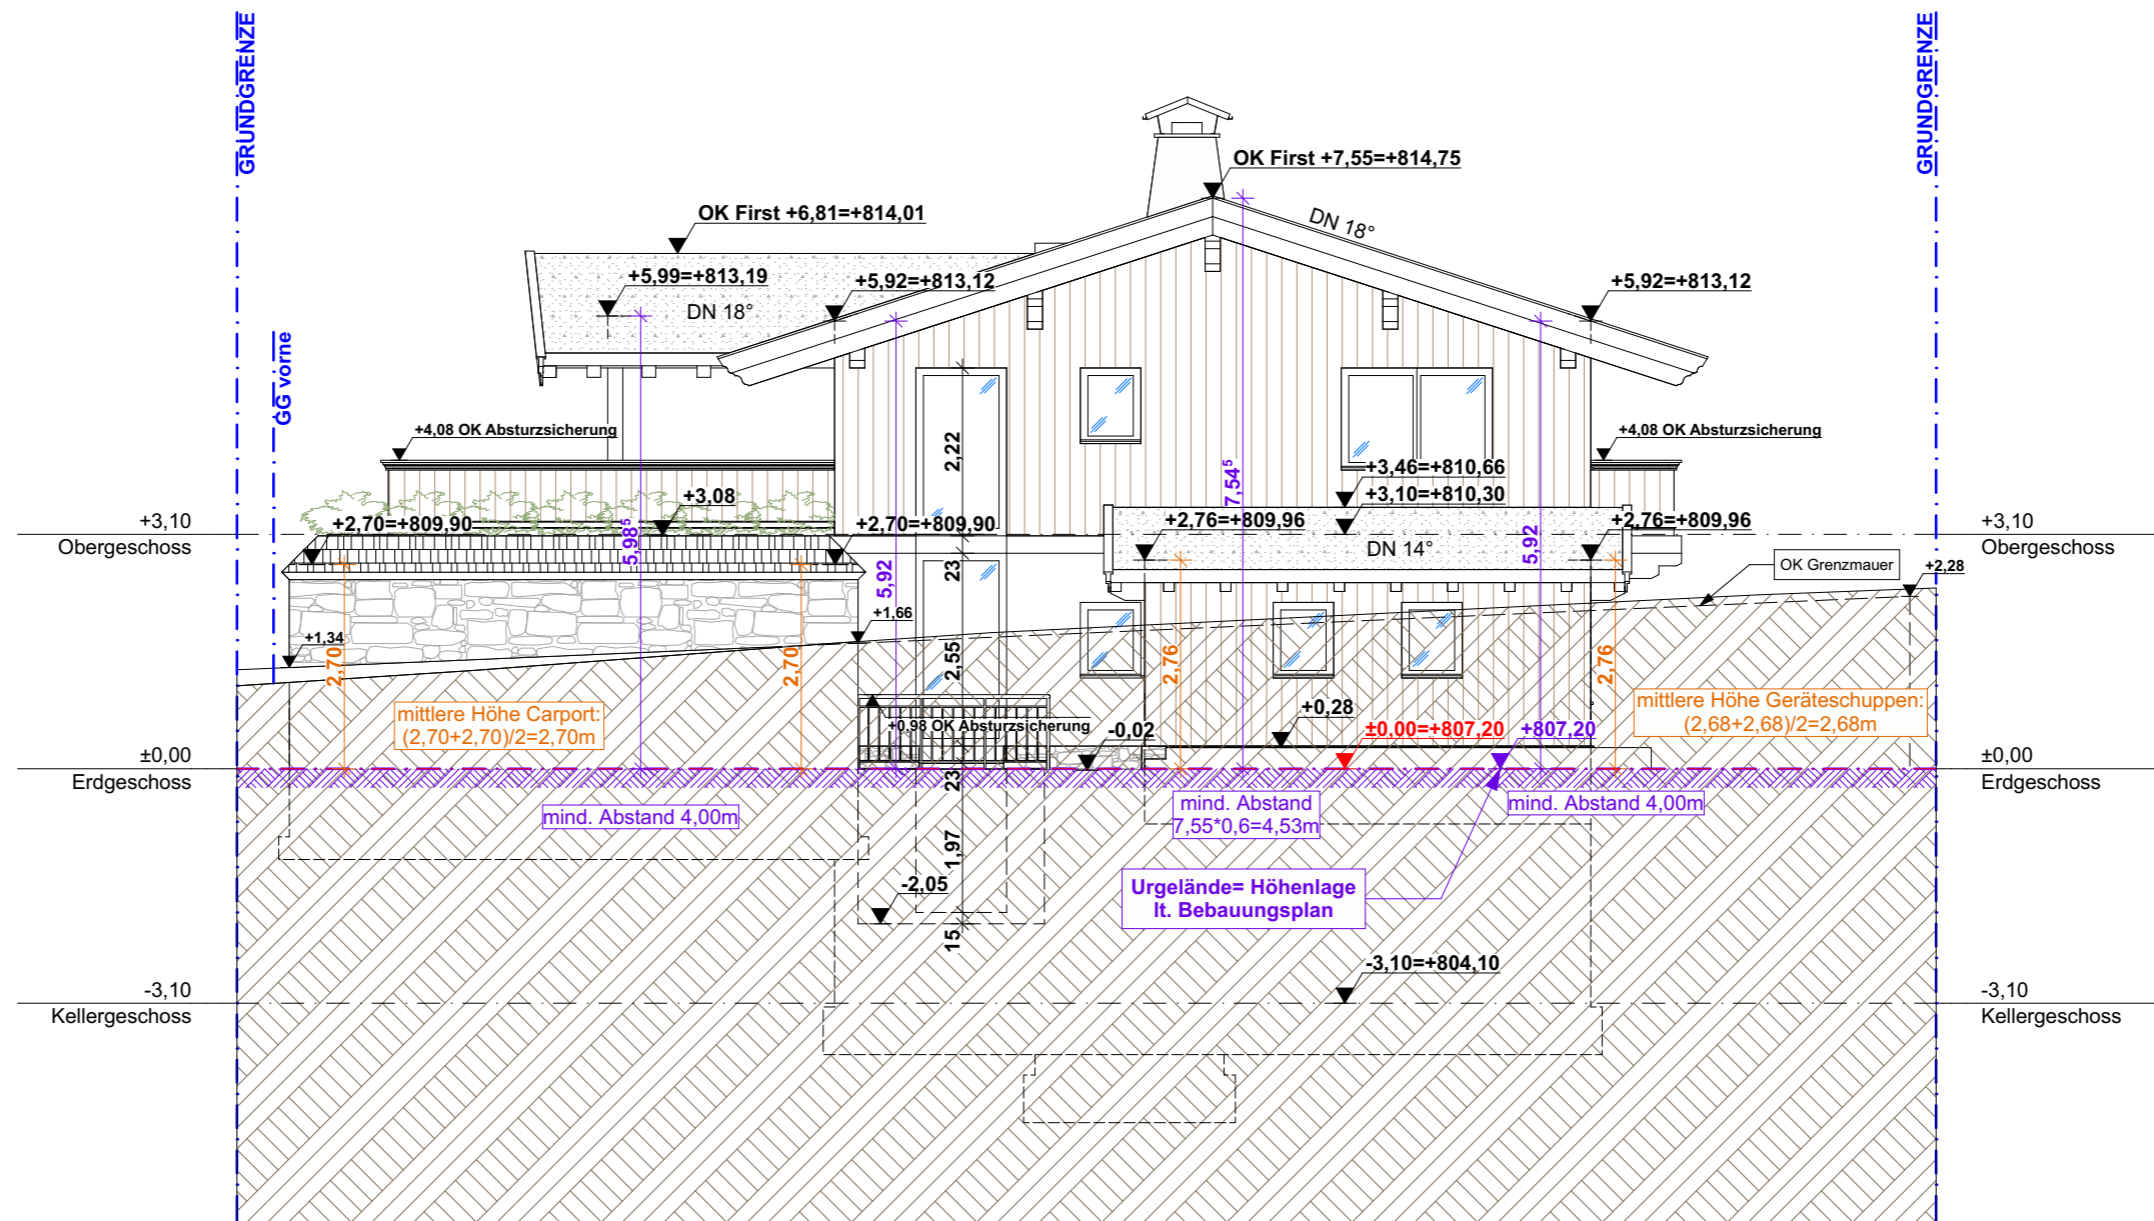 GRUNDGRENZE
GRUNDGRENZE
GG vorne
OK First +7,55=+814,75
DN 18°
OK First +6,81=+814,01
+5,99=+813,19
DN 18°
+5,92=+813,12
+5,92=+813,12
+4,08 OK Absturzsicherung
+4,08 OK Absturzsicherung
2,22
7,54⁵
+3,46=+810,66
+3,10=+810,30
+3,08
+3,10
Obergeschoss
+2,70=+809,90
+2,70=+809,90
+2,76=+809,96
+2,76=+809,96
+3,10
Obergeschoss
5,98⁵
5,92
23
DN 14°
5,92
OK Grenzmauer
+2,28
+1,34
+1,66
2,70
2,70
2,55
2,76
2,76
mittlere Höhe Carport:
(2,70+2,70)/2=2,70m
mittlere Höhe Geräteschuppen:
(2,68+2,68)/2=2,68m
+0,98 OK Absturzsicherung
-0,02
+0,28
±0,00=+807,20
+807,20
±0,00
Erdgeschoss
±0,00
Erdgeschoss
23
mind. Abstand 4,00m
mind. Abstand
7,55*0,6=4,53m
mind. Abstand 4,00m
1,97
-2,05
15
Urgelände= Höhenlage
lt. Bebauungsplan
-3,10=+804,10
-3,10
Kellergeschoss
-3,10
Kellergeschoss